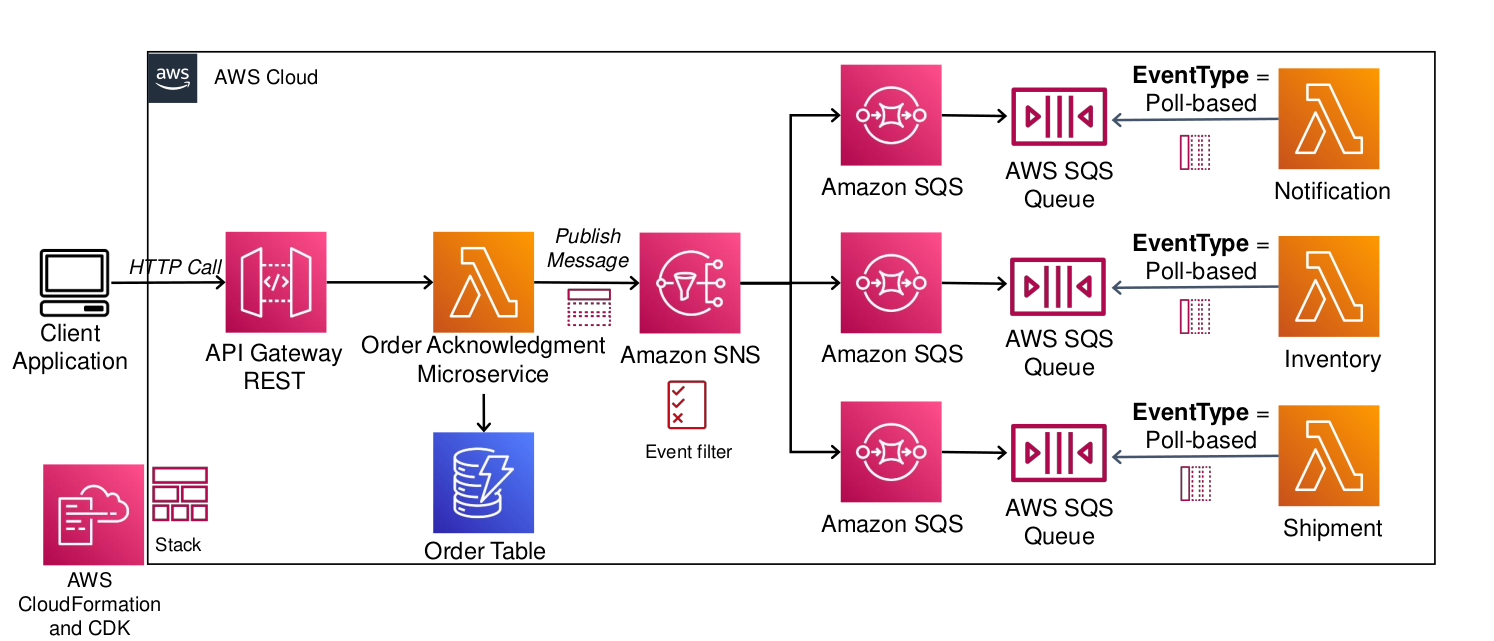 aws
AWS Cloud
EventType =
Poll-based
Amazon SQS
AWS SQS
Queue
Notification
HTTP Call
Publish
Message
EventType =
Poll-based
Client
Application
API Gateway
REST
</>
Order Acknowledgment
Microservice
Amazon SNS
Amazon SQS
AWS SQS
Queue
Inventory
Event filter
EventType =
Poll-based
Order Table
Amazon SQS
AWS SQS
Queue
Shipment
Stack
AWS
CloudFormation
and CDK